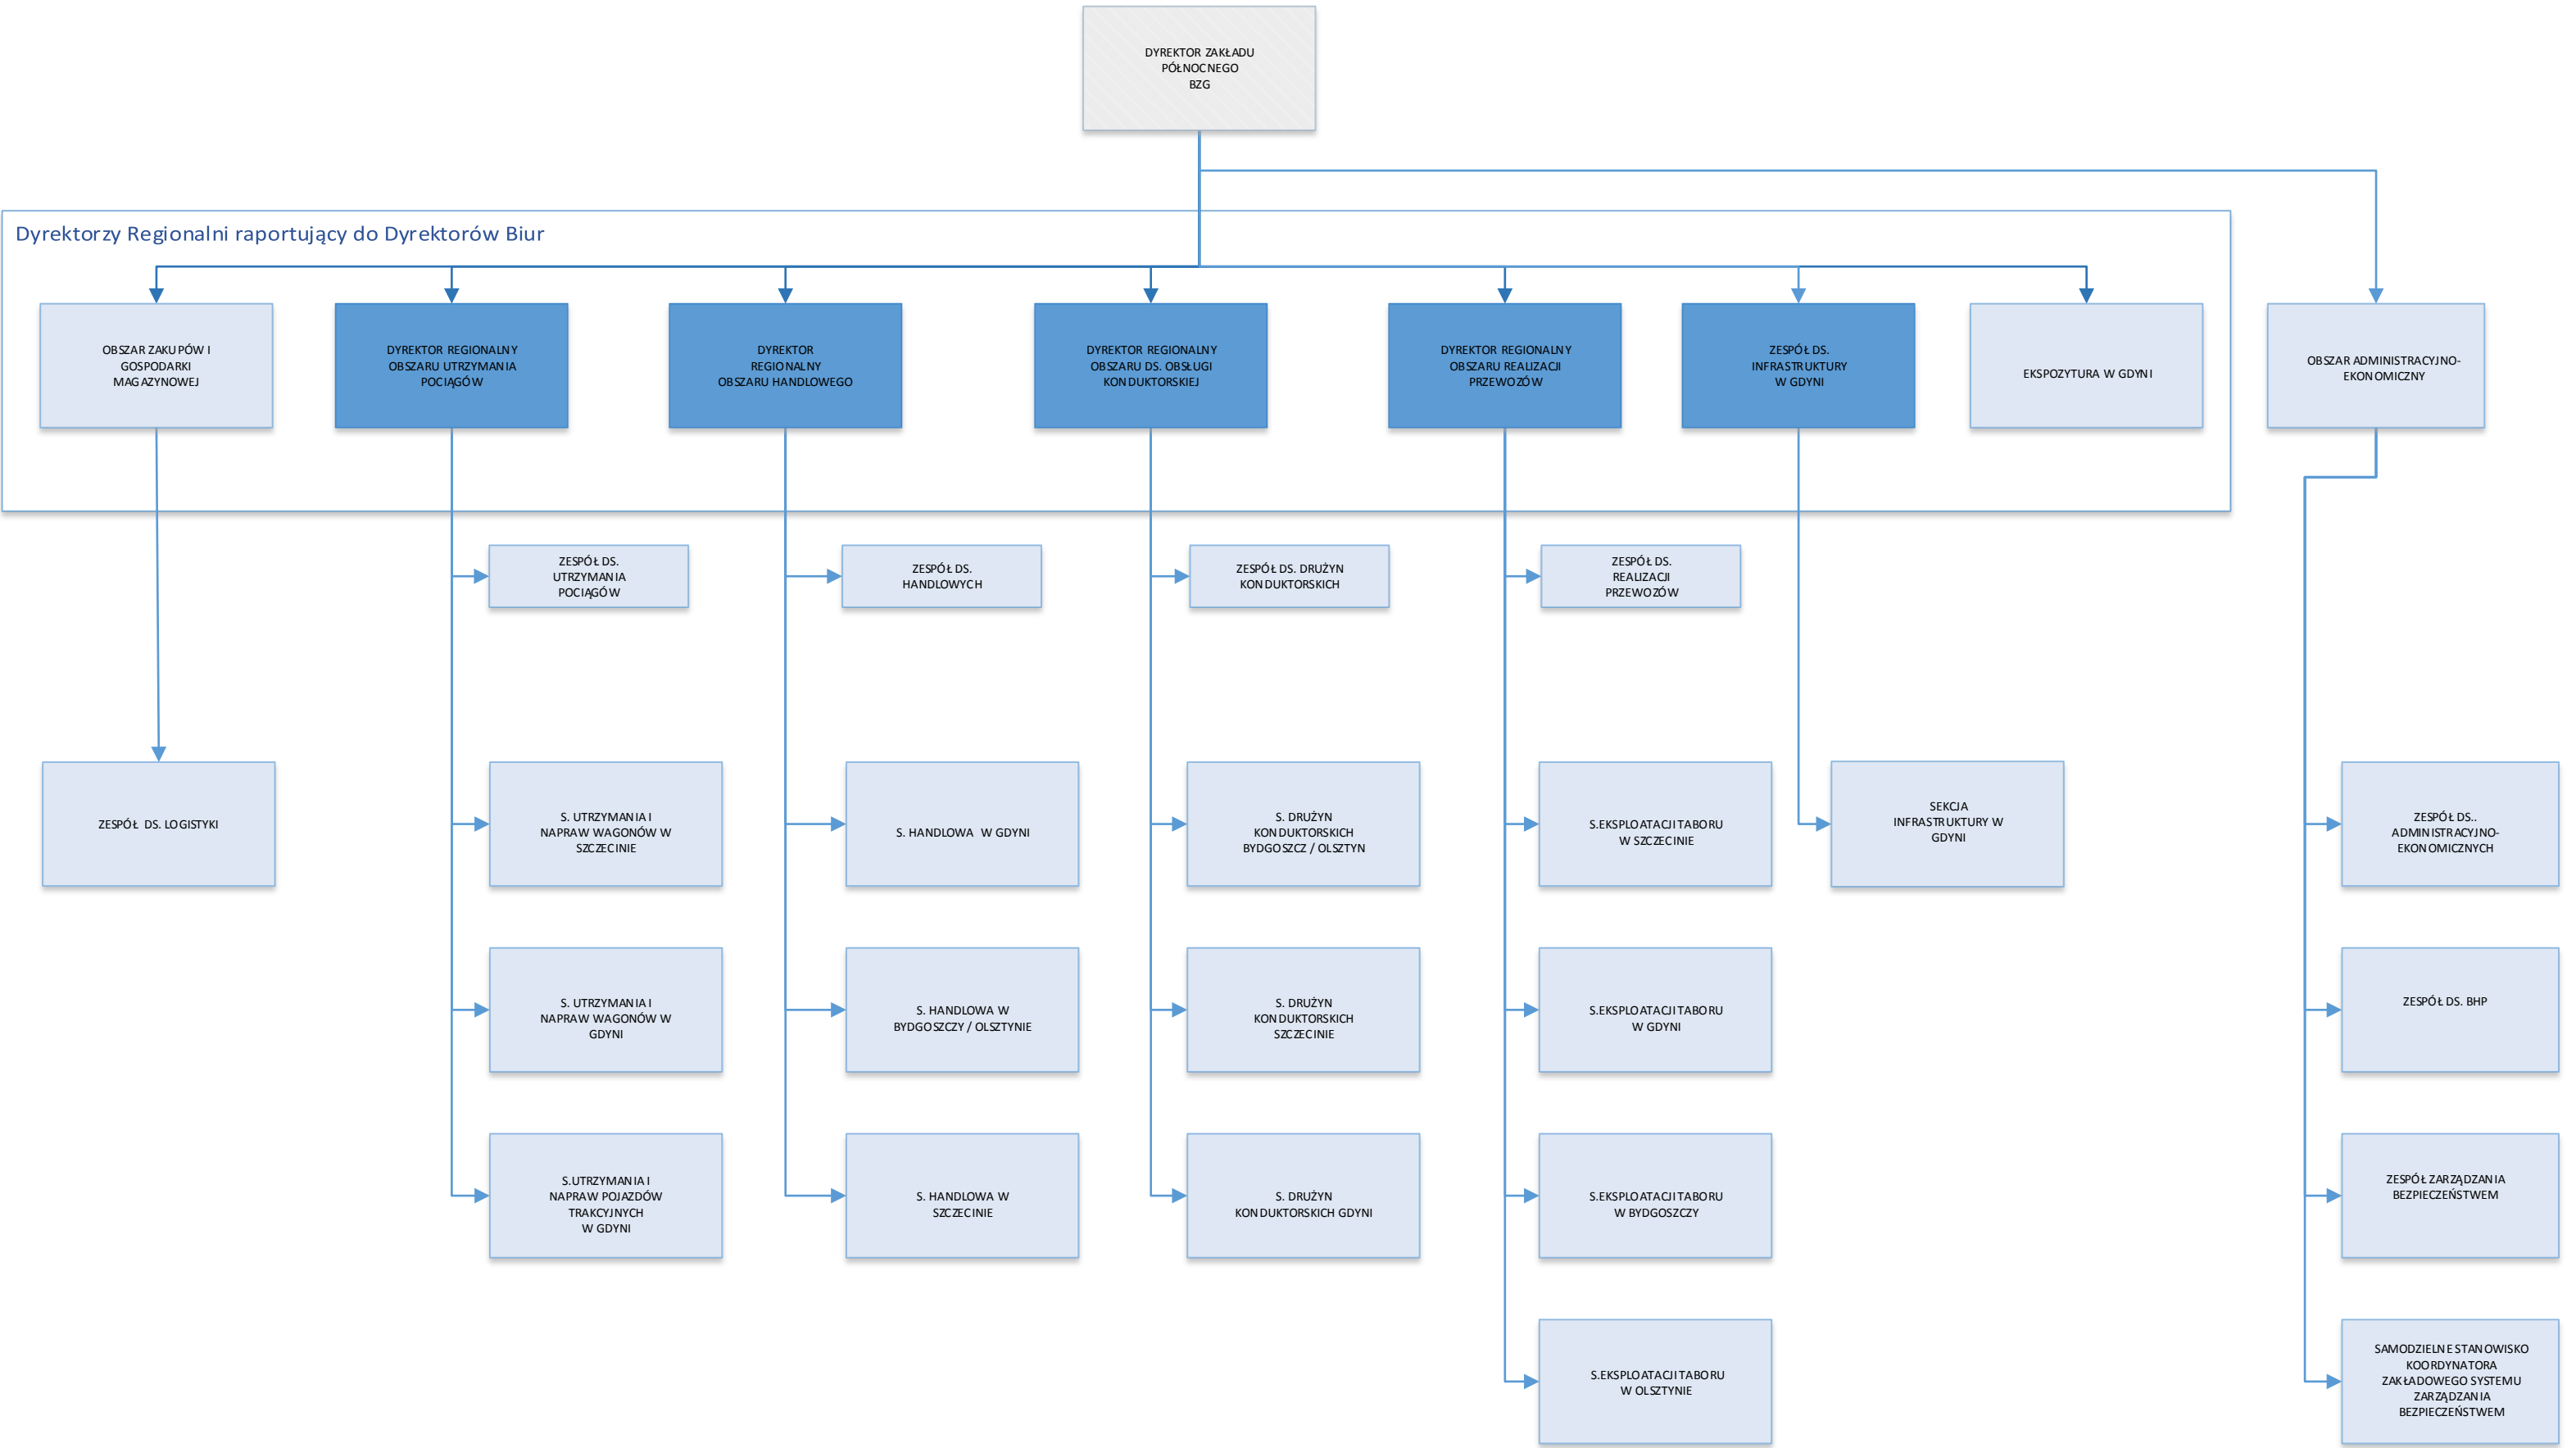 DYREKTOR ZAKŁADU
PÓŁNOCNEGO
BZG
Dyrektorzy Regionalni raportujący do Dyrektorów Biur
OBSZAR ZAKUPÓW I
GOSPODARKI
MAGAZYNOWEJ
DYREKTOR REGIONALNY
OBSZARU UTRZYMANIA
POCIĄGÓW
DYREKTOR
REGIONALNY
OBSZARU HANDLOWEGO
DYREKTOR REGIONALNY
OBSZARU DS. OBSŁUGI
KONDUKTORSKIEJ
DYREKTOR REGIONALNY
OBSZARU REALIZACJI
PRZEWOZÓW
ZESPÓŁ DS.
INFRASTRUKTURY
W GDYNI
EKSPOZYTURA W GDYNI
OBSZAR ADMINISTRACYJNO-
EKONOMICZNY
ZESPÓŁ DS.
UTRZYMANIA
POCIĄGÓW
ZESPÓŁ DS.
HANDLOWYCH
ZESPÓŁ DS. DRUŻYN
KONDUKTORSKICH
ZESPÓŁ DS.
REALIZACJI
PRZEWOZÓW
ZESPÓŁ DS. LOGISTYKI
S. UTRZYMANIA I
NAPRAW WAGONÓW W
SZCZECINIE
S. HANDLOWA W GDYNI
S. DRUŻYN
KONDUKTORSKICH
BYDGOSZCZ / OLSZTYN
S.EKSPLOATACJI TABORU
W SZCZECINIE
SEKCJA
INFRASTRUKTURY W
GDYNI
ZESPÓŁ DS..
ADMINISTRACYJNO-
EKONOMICZNYCH
S. UTRZYMANIA I
NAPRAW WAGONÓW W
GDYNI
S. HANDLOWA W
BYDGOSZCZY / OLSZTYNIE
S. DRUŻYN
KONDUKTORSKICH
SZCZECINIE
S.EKSPLOATACJI TABORU
W GDYNI
ZESPÓŁ DS. BHP
S.UTRZYMANIA I
NAPRAW POJAZDÓW
TRAKCYJNYCH
W GDYNI
S. HANDLOWA W
SZCZECINIE
S. DRUŻYN
KONDUKTORSKICH GDYNI
S.EKSPLOATACJI TABORU
W BYDGOSZCZY
ZESPÓŁ ZARZĄDZANIA
BEZPIECZEŃSTWEM
S.EKSPLOATACJI TABORU
W OLSZTYNIE
SAMODZIELNE STANOWISKO
KOORDYNATORA
ZAKŁADOWEGO SYSTEMU
ZARZĄDZANIA
BEZPIECZEŃSTWEM